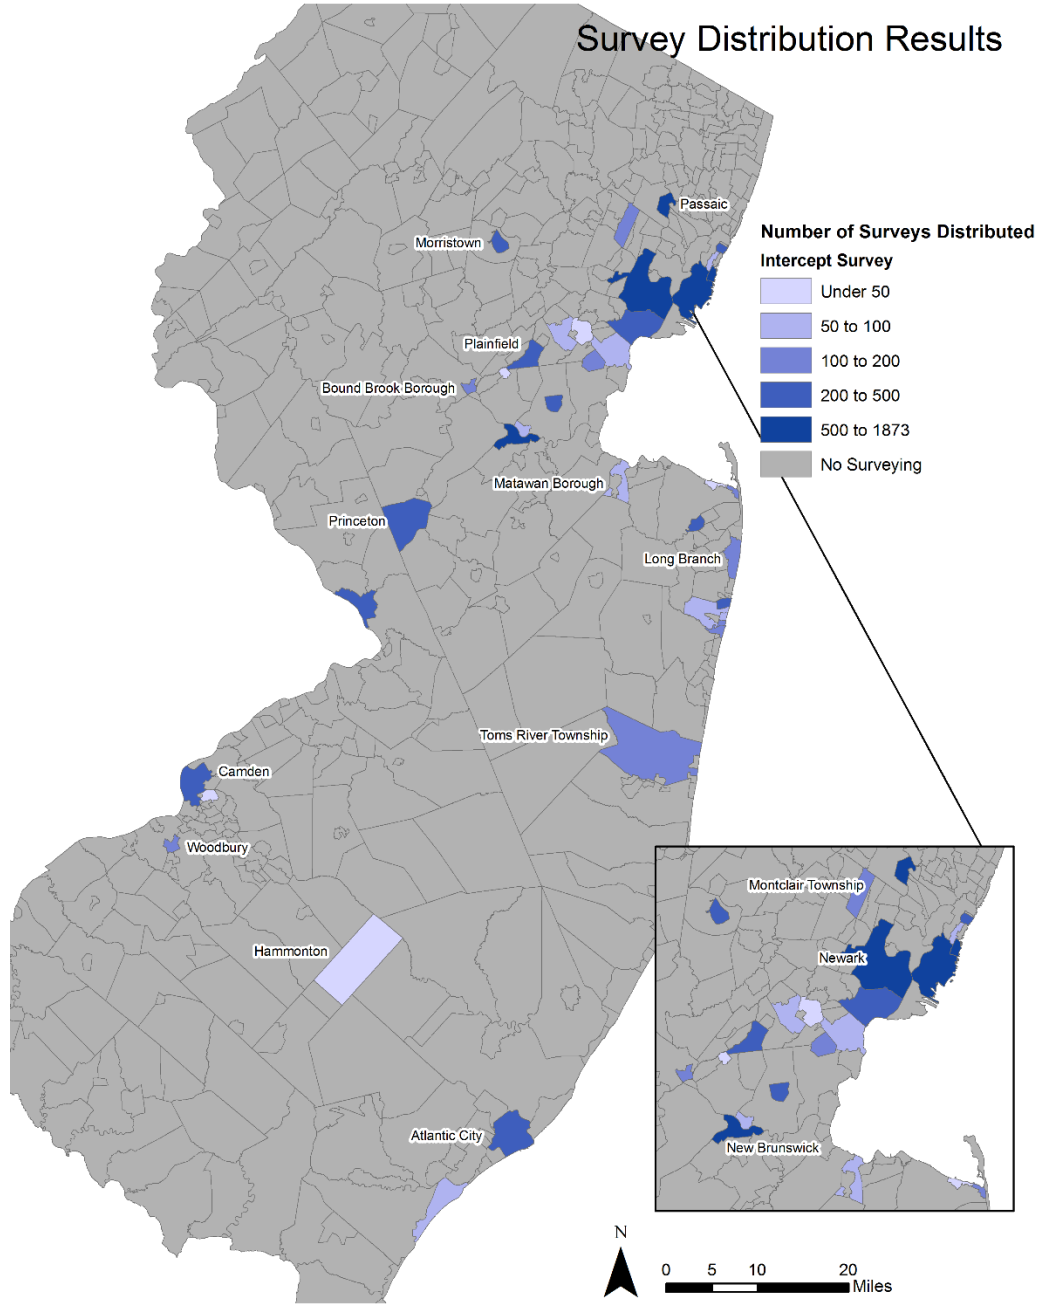 Survey Distribution Results
Passaic
Number of Surveys Distributed
Morristown
Intercept Survey
Under 50
50 to 100
Plainfield
100 to 200
Bound Brook Borough
200 to 500
500 to 1873
No Surveying
Matawan Borough
Princeton
Long Branch
Toms River Township
Camden
Woodbury
Montclair Township
Hammonton
Newark
Atlantic City
New Brunswick
N
0 5 10 20
Miles